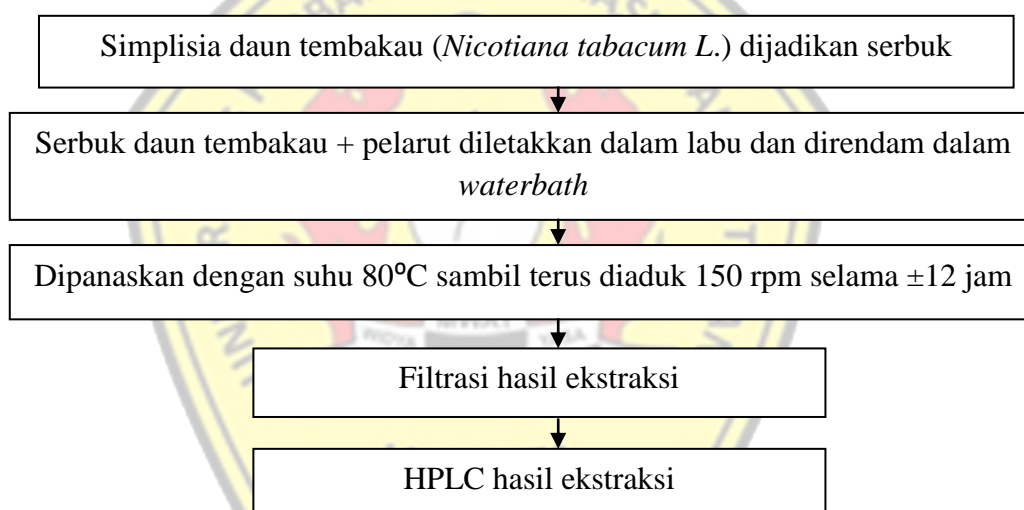 Simplisia daun tembakau (Nicotiana tabacum L.) dijadikan serbuk
Serbuk daun tembakau + pelarut diletakkan dalam labu dan direndam dalam
waterbath
Dipanaskan dengan suhu 80⁰C sambil terus diaduk 150 rpm selama ±12 jam
Filtrasi hasil ekstraksi
HPLC hasil ekstraksi